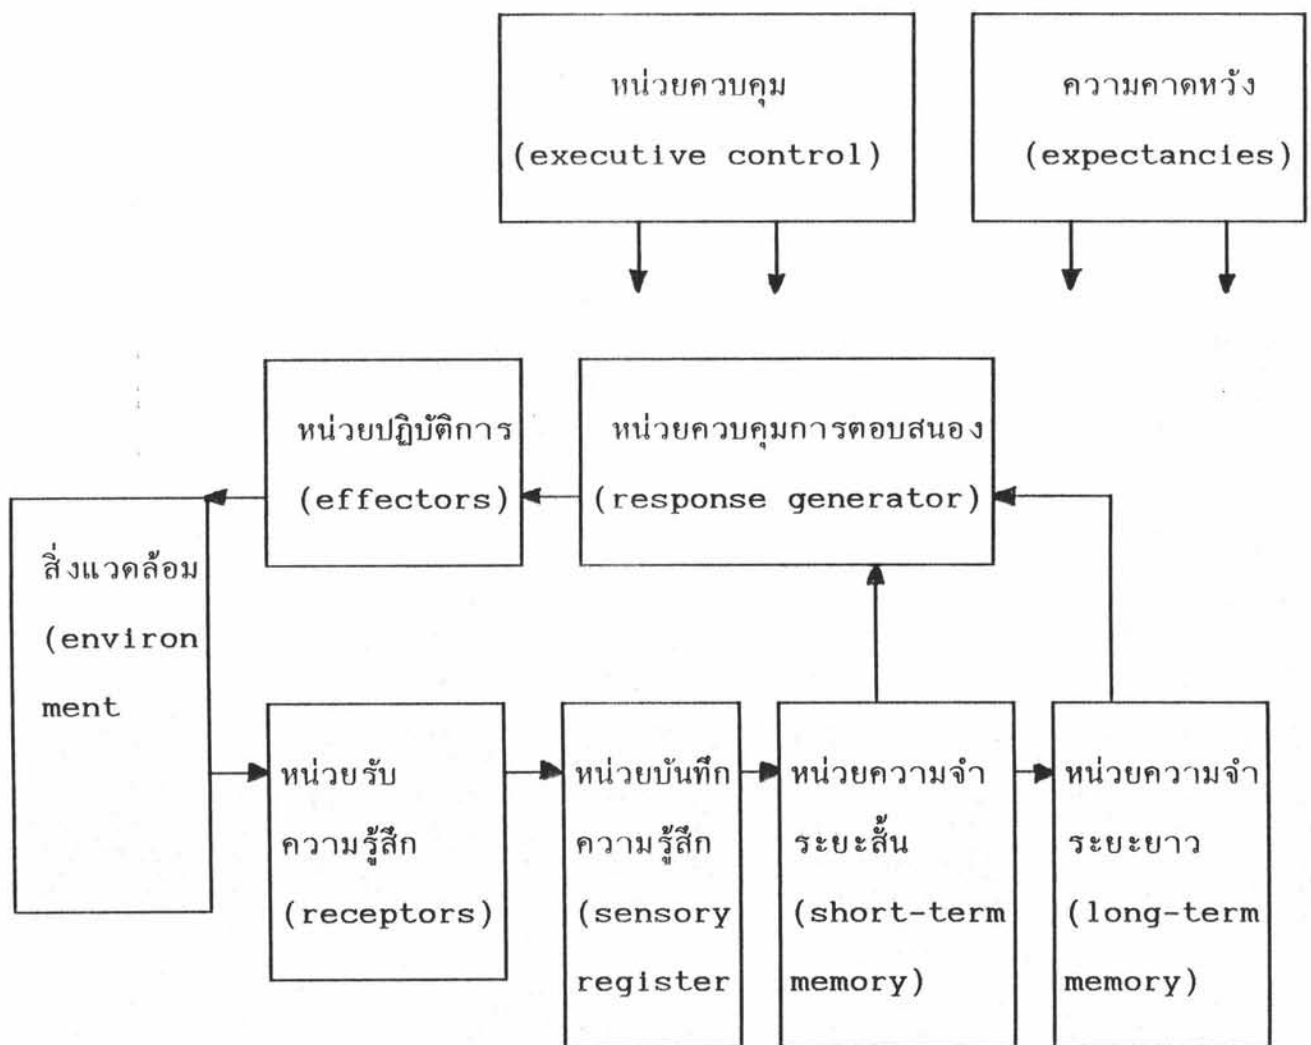 หน่วยควบคุม
(executive control)
ความคาดหวัง
(expectancies)
หน่วยปฏิบัติการ
(effectors)
หน่วยควบคุมการตอบสนอง
(response generator)
สิ่งแวดล้อม
(environ
ment
หน่วยรับ
ความรู้สึก
(receptors)
หน่วยบันทึก
ความรู้สึก
(sensory
register
หน่วยความจำ
ระยะสั้น
(short-term
memory)
หน่วยความจำ
ระยะยาว
(long-term
memory)